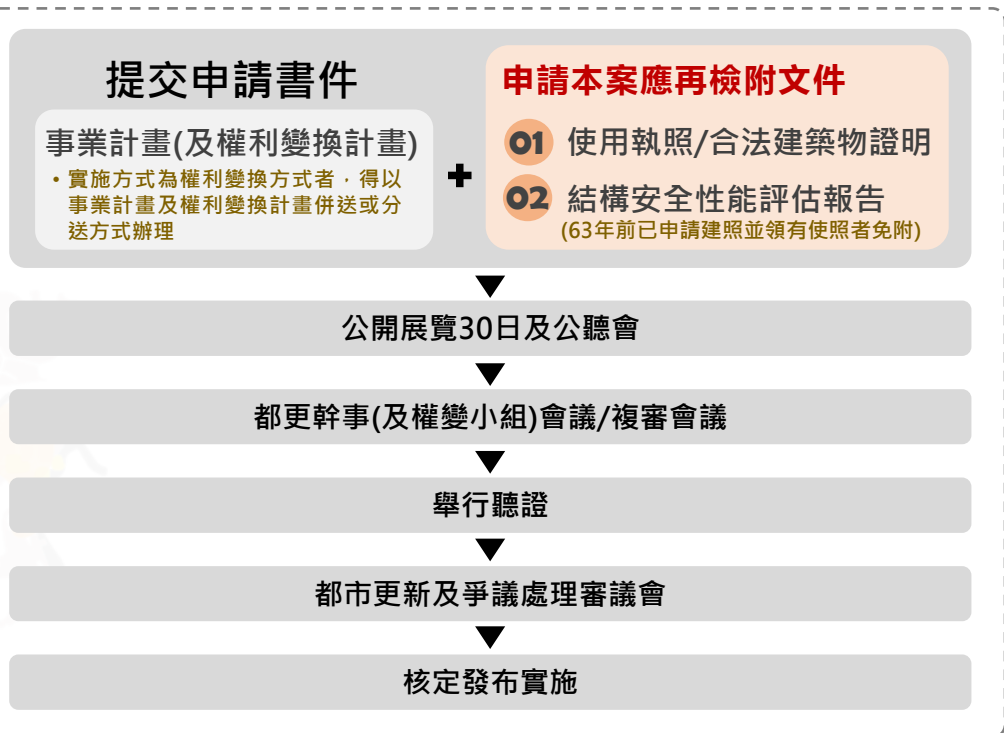 提交申請書件
事業計畫(及權利變換計畫)
•實施方式為權利變換方式者，得以
事業計畫及權利變換計畫併送或分
送方式辦理
+
申請本案應再檢附文件
01 使用執照/合法建築物證明
02 結構安全性能評估報告
(63年前已申請建照並領有使照者免附)
公開展覽30日及公聽會
都更幹事(及權變小組)會議/複審會議
舉行聽證
都市更新及爭議處理審議會
核定發布實施